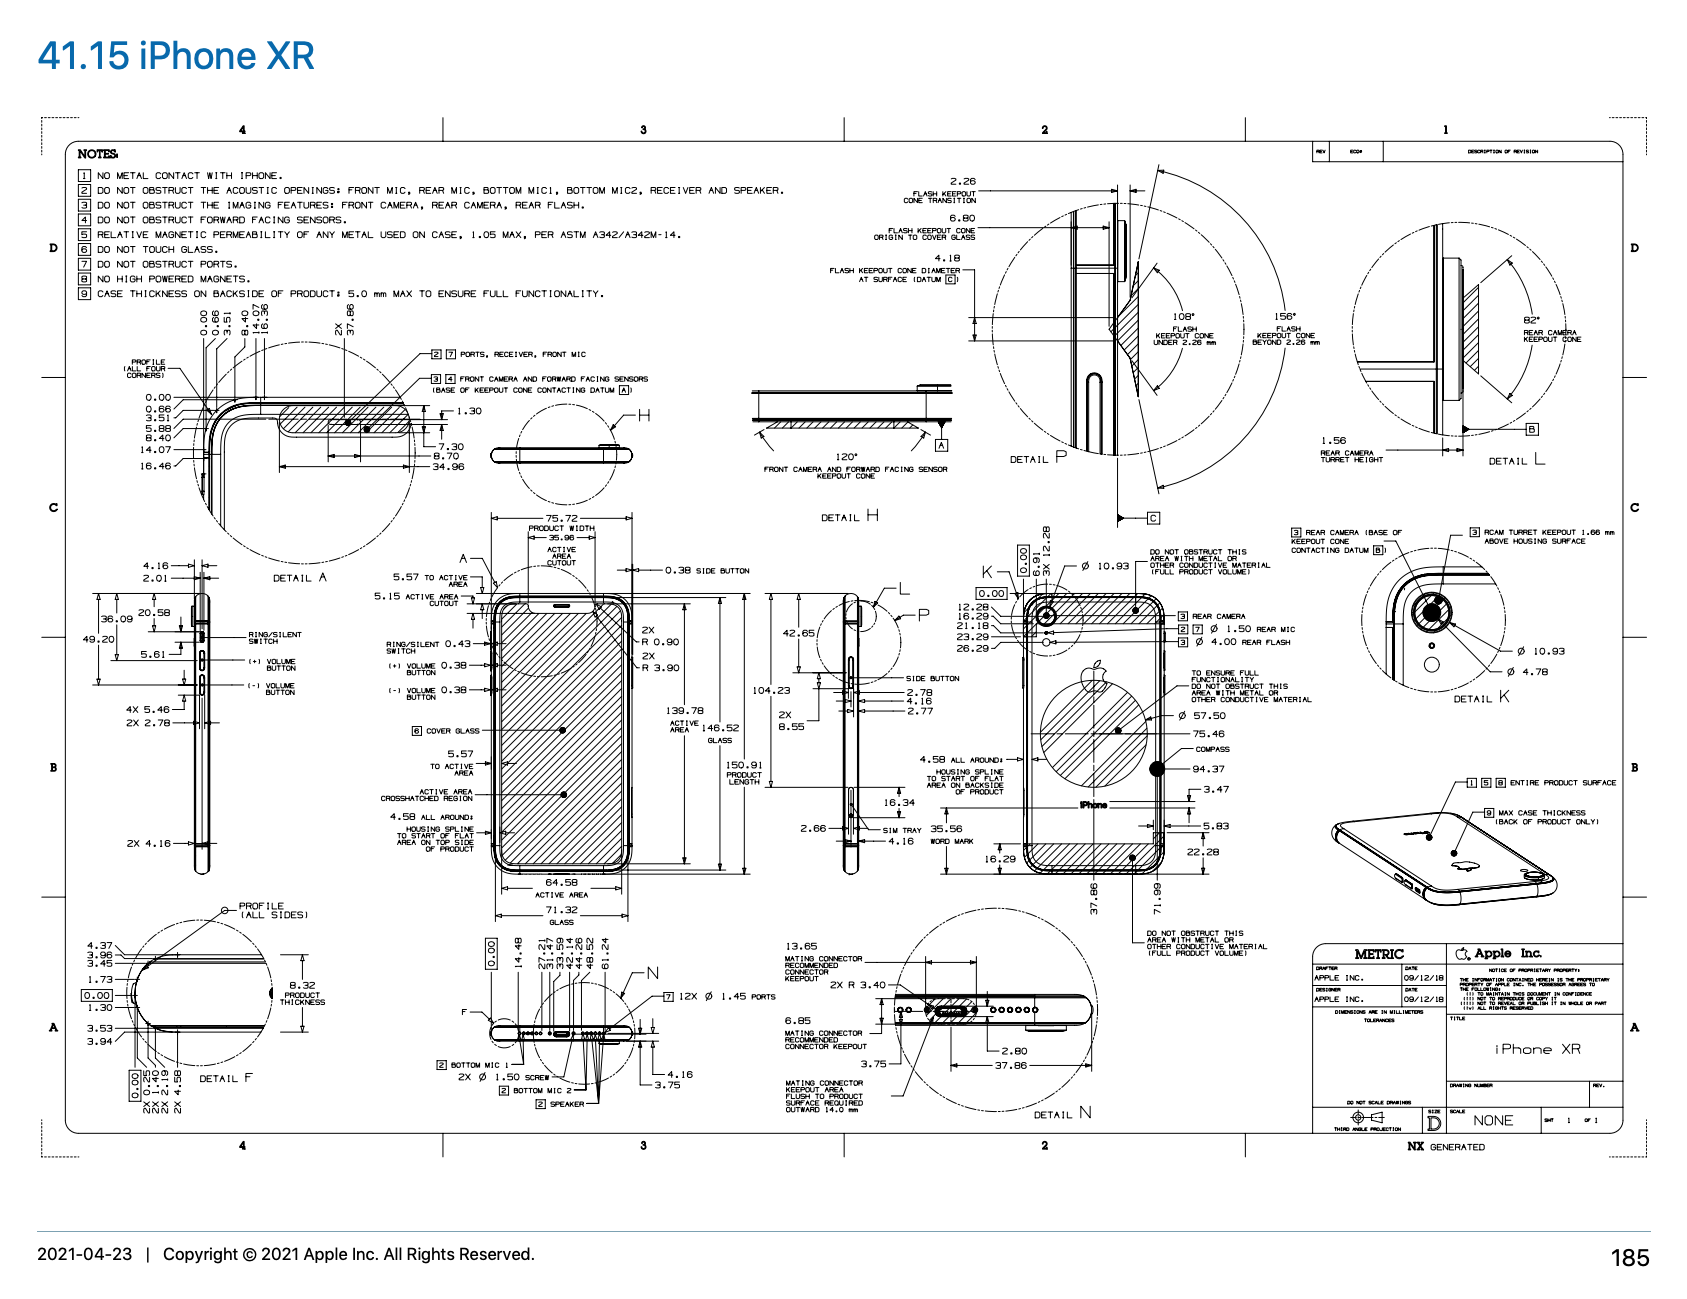 41.15 iPhone XR
4
3
2
1
NOTES:
1 NO METAL CONTACT WITH IPHONE.
2 DO NOT OBSTRUCT THE ACOUSTIC OPENINGS: FRONT MIC, REAR MIC, BOTTOM MIC1, BOTTOM MIC2, RECEIVER AND SPEAKER.
3 DO NOT OBSTRUCT THE IMAGING FEATURES: FRONT CAMERA, REAR CAMERA, REAR FLASH.
4 DO NOT OBSTRUCT FORWARD FACING SENSORS.
5 RELATIVE MAGNETIC PERMEABILITY OF ANY METAL USED ON CASE, 1.05 MAX, PER ASTM A342/A342M-14.
6 DO NOT TOUCH GLASS.
7 DO NOT OBSTRUCT PORTS.
8 NO HIGH POWERED MAGNETS.
9 CASE THICKNESS ON BACKSIDE OF PRODUCT: 5.0 mm MAX TO ENSURE FULL FUNCTIONALITY.
REV
ECO#
DESCRIPTION OF REVISION
D
D
C
C
B
B
A
A
0.00
0.66
3.51
8.40
14.07
16.36
2X
37.86
PROFILE
(ALL FOUR
CORNERS)
0.00
0.66
3.51
5.88
8.40
14.07
16.46
2 7 PORTS, RECEIVER, FRONT MIC
3 4 FRONT CAMERA AND FORWARD FACING SENSORS
(BASE OF KEEPOUT CONE CONTACTING DATUM A)
1.30
7.30
8.70
34.96
DETAIL A
H
120°
FRONT CAMERA AND FORWARD FACING SENSOR
KEEPOUT CONE
A
DETAIL H
2.26
FLASH KEEPOUT
CONE TRANSITION
6.80
FLASH KEEPOUT CONE
ORIGIN TO COVER GLASS
4.18
FLASH KEEPOUT CONE DIAMETER
AT SURFACE (DATUM C)
108°
FLASH
KEEPOUT CONE
UNDER 2.26 mm
156°
FLASH
KEEPOUT CONE
BEYOND 2.26 mm
DETAIL P
C
82°
REAR CAMERA
KEEPOUT CONE
B
1.56
REAR CAMERA
TURRET HEIGHT
DETAIL L
4.16
2.01
20.58
36.09
49.20
5.61
4X 5.46
2X 2.78
2X 4.16
RING/SILENT
SWITCH
(+) VOLUME
BUTTON
(-) VOLUME
BUTTON
75.72
PRODUCT WIDTH
35.96
ACTIVE
AREA
CUTOUT
A
5.57 TO ACTIVE
AREA
5.15 ACTIVE AREA
CUTOUT
0.38 SIDE BUTTON
RING/SILENT 0.43
SWITCH
(+) VOLUME 0.38
BUTTON
(-) VOLUME 0.38
BUTTON
2X
R 0.90
2X
R 3.90
6 COVER GLASS
5.57
TO ACTIVE
AREA
ACTIVE AREA
CROSSHATCHED REGION
4.58 ALL AROUND:
HOUSING SPLINE
TO START OF FLAT
AREA ON TOP SIDE
OF PRODUCT
139.78
ACTIVE
AREA
146.52
GLASS
150.91
PRODUCT
LENGTH
64.58
ACTIVE AREA
71.32
GLASS
L
P
42.65
104.23
2X
8.55
SIDE BUTTON
2.78
4.16
2.77
16.34
2.66
SIM TRAY
4.16
K
0.00
6.91
3X 12.28
0.00
12.28
16.29
21.18
23.29
26.29
Ø 10.93
DO NOT OBSTRUCT THIS
AREA WITH METAL OR
OTHER CONDUCTIVE MATERIAL
(FULL PRODUCT VOLUME)
3 REAR CAMERA
2 7 Ø 1.50 REAR MIC
3 Ø 4.00 REAR FLASH
TO ENSURE FULL
FUNCTIONALITY
DO NOT OBSTRUCT THIS
AREA WITH METAL OR
OTHER CONDUCTIVE MATERIAL
Ø 57.50
75.46
COMPASS
94.37
3.47
5.83
22.28
4.58 ALL AROUND:
HOUSING SPLINE
TO START OF FLAT
AREA ON BACKSIDE
OF PRODUCT
iPhone
35.56
WORD MARK
16.29
37.86
71.99
DO NOT OBSTRUCT THIS
AREA WITH METAL OR
OTHER CONDUCTIVE MATERIAL
(FULL PRODUCT VOLUME)
3 REAR CAMERA (BASE OF
KEEPOUT CONE
CONTACTING DATUM B)
3 RCAM TURRET KEEPOUT 1.66 mm
ABOVE HOUSING SURFACE
Ø 10.93
Ø 4.78
DETAIL K
1 5 8 ENTIRE PRODUCT SURFACE
9 MAX CASE THICKNESS
(BACK OF PRODUCT ONLY)
PROFILE
(ALL SIDES)
4.37
3.96
3.45
1.73
0.00
1.30
3.53
3.94
8.32
PRODUCT
THICKNESS
0.00
2X 0.25
2X 1.40
2X 2.19
2X 4.58
DETAIL F
0.00
14.48
27.21
31.47
33.59
42.14
44.26
48.52
61.24
N
7 12X Ø 1.45 PORTS
F
2 BOTTOM MIC 1
2X Ø 1.50 SCREW
2 BOTTOM MIC 2
2 SPEAKER
4.16
3.75
13.65
MATING CONNECTOR
RECOMMENDED
CONNECTOR
KEEPOUT
2X R 3.40
6.85
MATING CONNECTOR
RECOMMENDED
CONNECTOR KEEPOUT
3.75
2.80
37.86
MATING CONNECTOR
KEEPOUT AREA
FLUSH TO PRODUCT
SURFACE REQUIRED
OUTWARD 14.0 mm
DETAIL N
METRIC
DRAFTER
DATE
APPLE INC.
09/12/18
DESIGNER
DATE
APPLE INC.
09/12/18
DIMENSIONS ARE IN MILLIMETERS
TOLERANCES
DO NOT SCALE DRAWINGS
THIRD ANGLE PROJECTION
Apple Inc.
NOTICE OF PROPRIETARY PROPERTY:
THE INFORMATION CONTAINED HEREIN IS THE PROPRIETARY
PROPERTY OF APPLE INC. THE POSSESSOR AGREES TO
THE FOLLOWING:
(I) TO MAINTAIN THIS DOCUMENT IN CONFIDENCE
(II) NOT TO REPRODUCE OR COPY IT
(III) NOT TO REVEAL OR PUBLISH IT IN WHOLE OR PART
(IV) ALL RIGHTS RESERVED
TITLE
iPhone XR
DRAWING NUMBER
REV.
SIZE
D
SCALE
NONE
SHT 1 OF 1
4
3
2
NX GENERATED
2021-04-23 | Copyright © 2021 Apple Inc. All Rights Reserved.
185